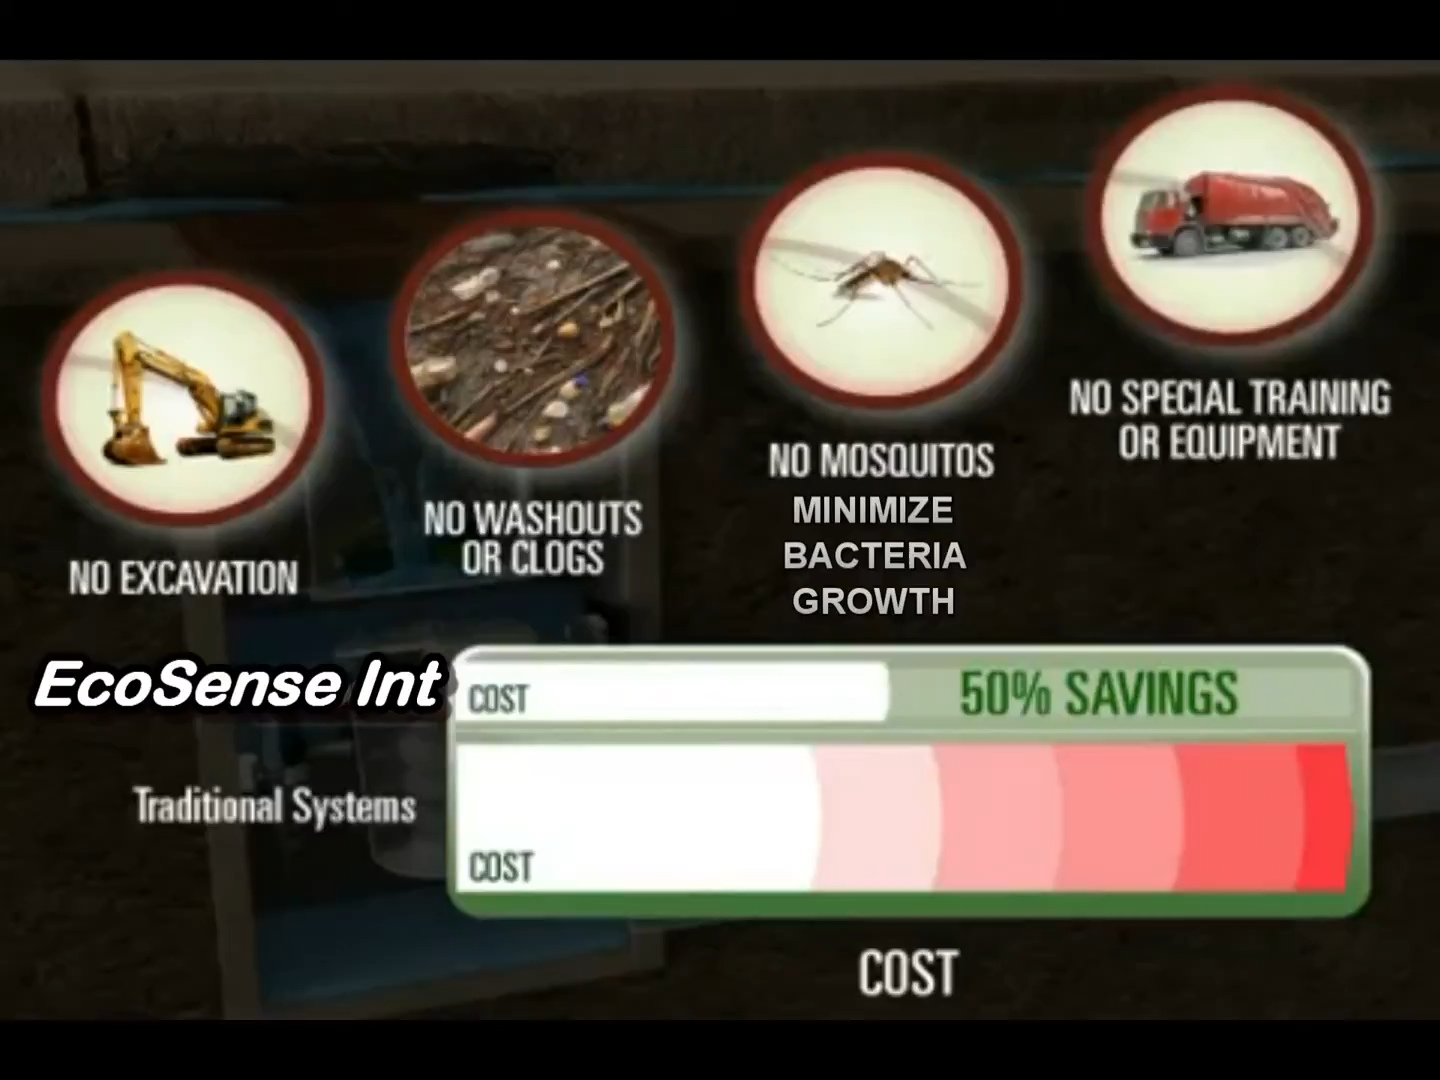 NO EXCAVATION
NO WASHOUTS
OR CLOGS
NO MOSQUITOS
MINIMIZE
BACTERIA
GROWTH
NO SPECIAL TRAINING
OR EQUIPMENT
EcoSense Int
COST
50% SAVINGS
Traditional Systems
COST
COST